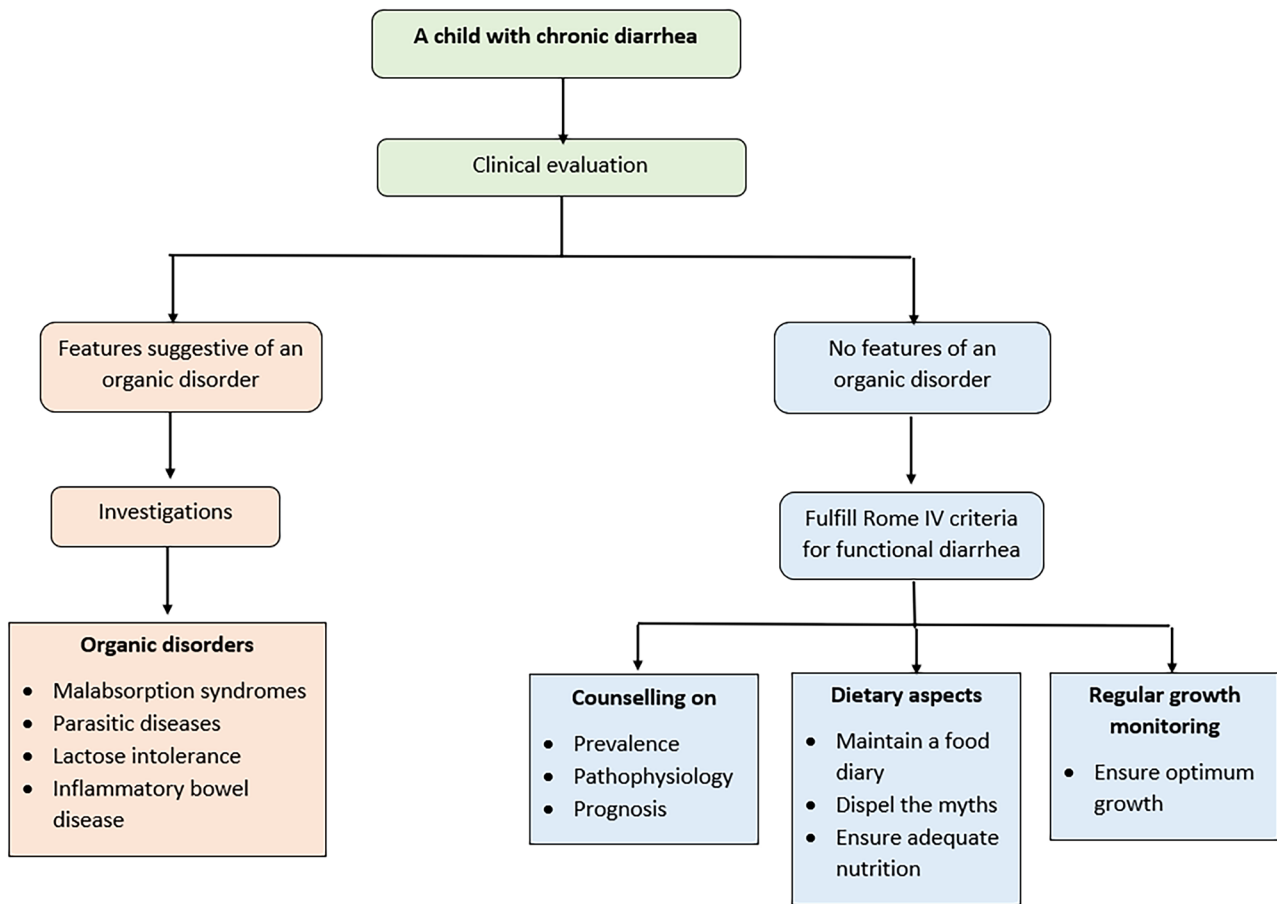 A child with chronic diarrhea
Clinical evaluation
Features suggestive of an
organic disorder
No features of an
organic disorder
Investigations
Fulfill Rome IV criteria
for functional diarrhea
Organic disorders
• Malabsorption syndromes
• Parasitic diseases
• Lactose intolerance
• Inflammatory bowel
disease
Counselling on
• Prevalence
• Pathophysiology
• Prognosis
Dietary aspects
• Maintain a food
diary
• Dispel the myths
• Ensure adequate
nutrition
Regular growth
monitoring
• Ensure optimum
growth